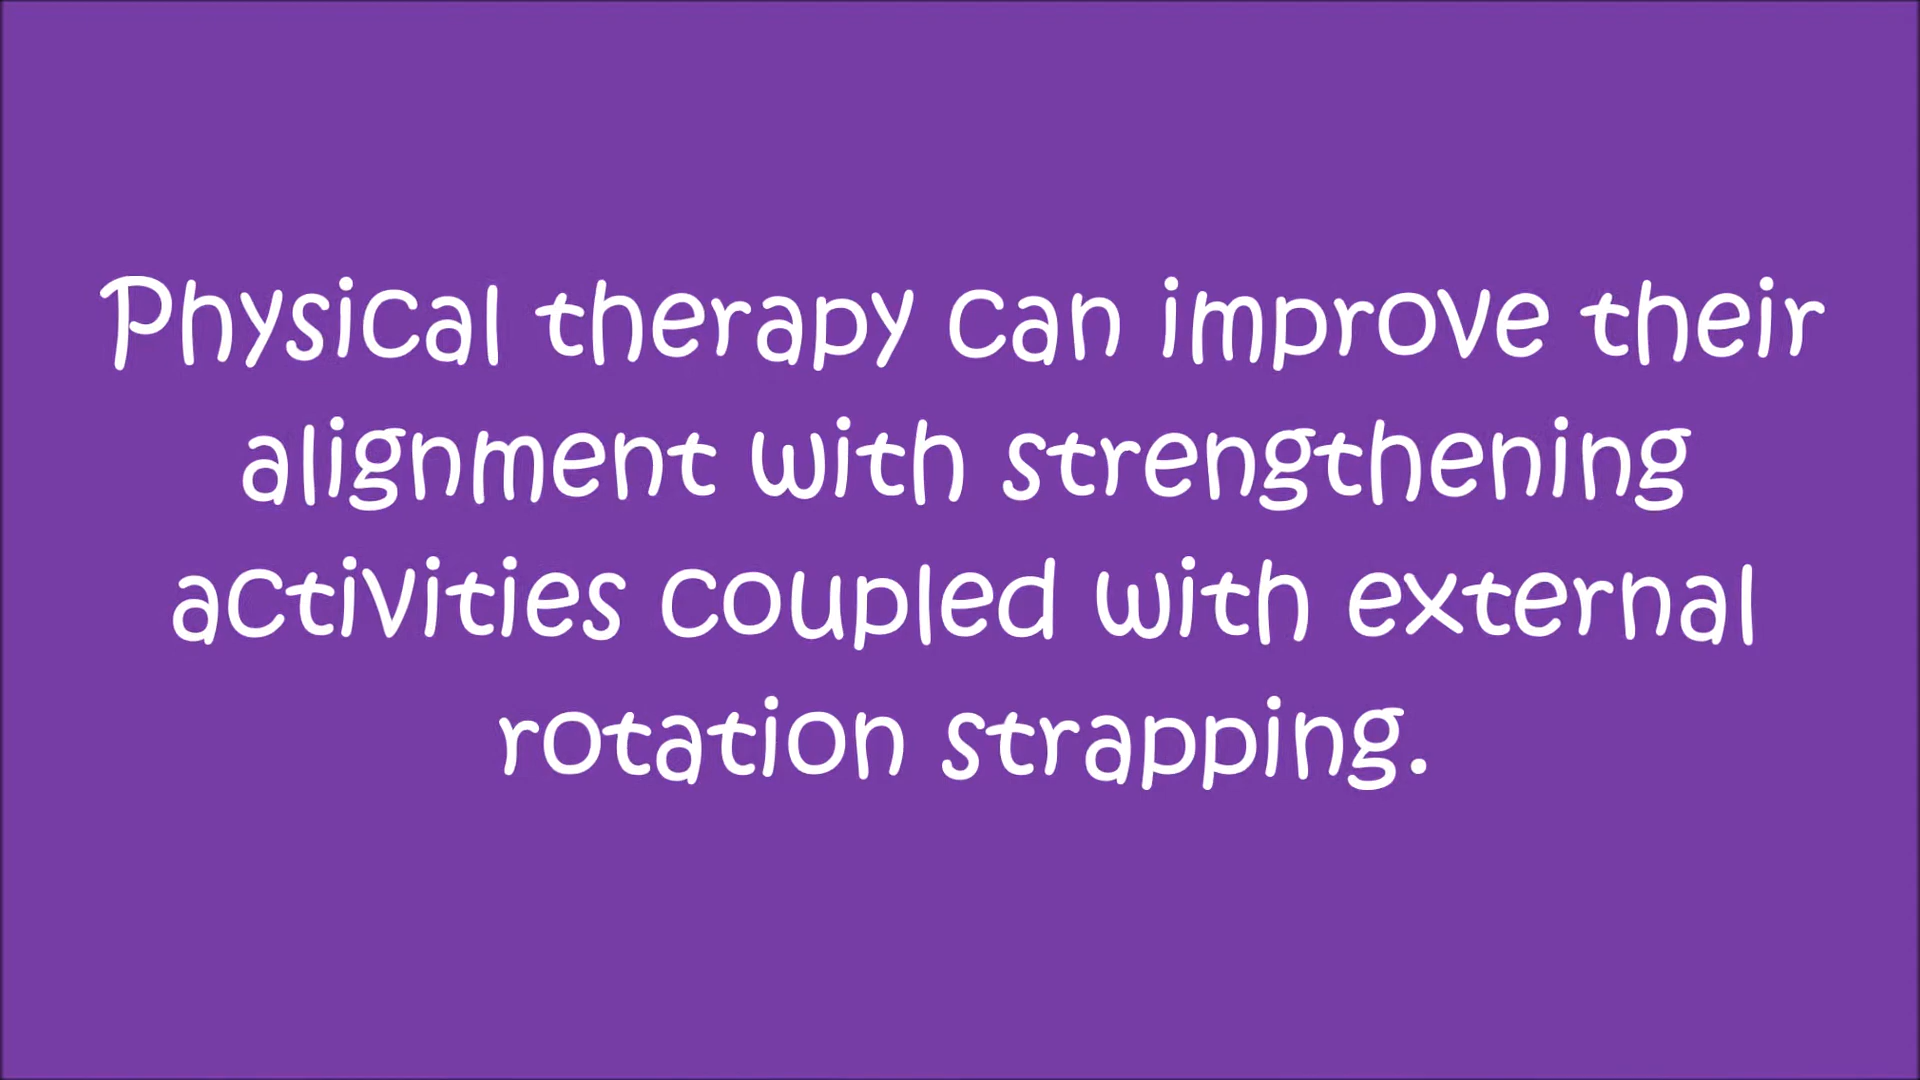 Physical therapy can improve their
alignment with strengthening
activities coupled with external
rotation strapping.